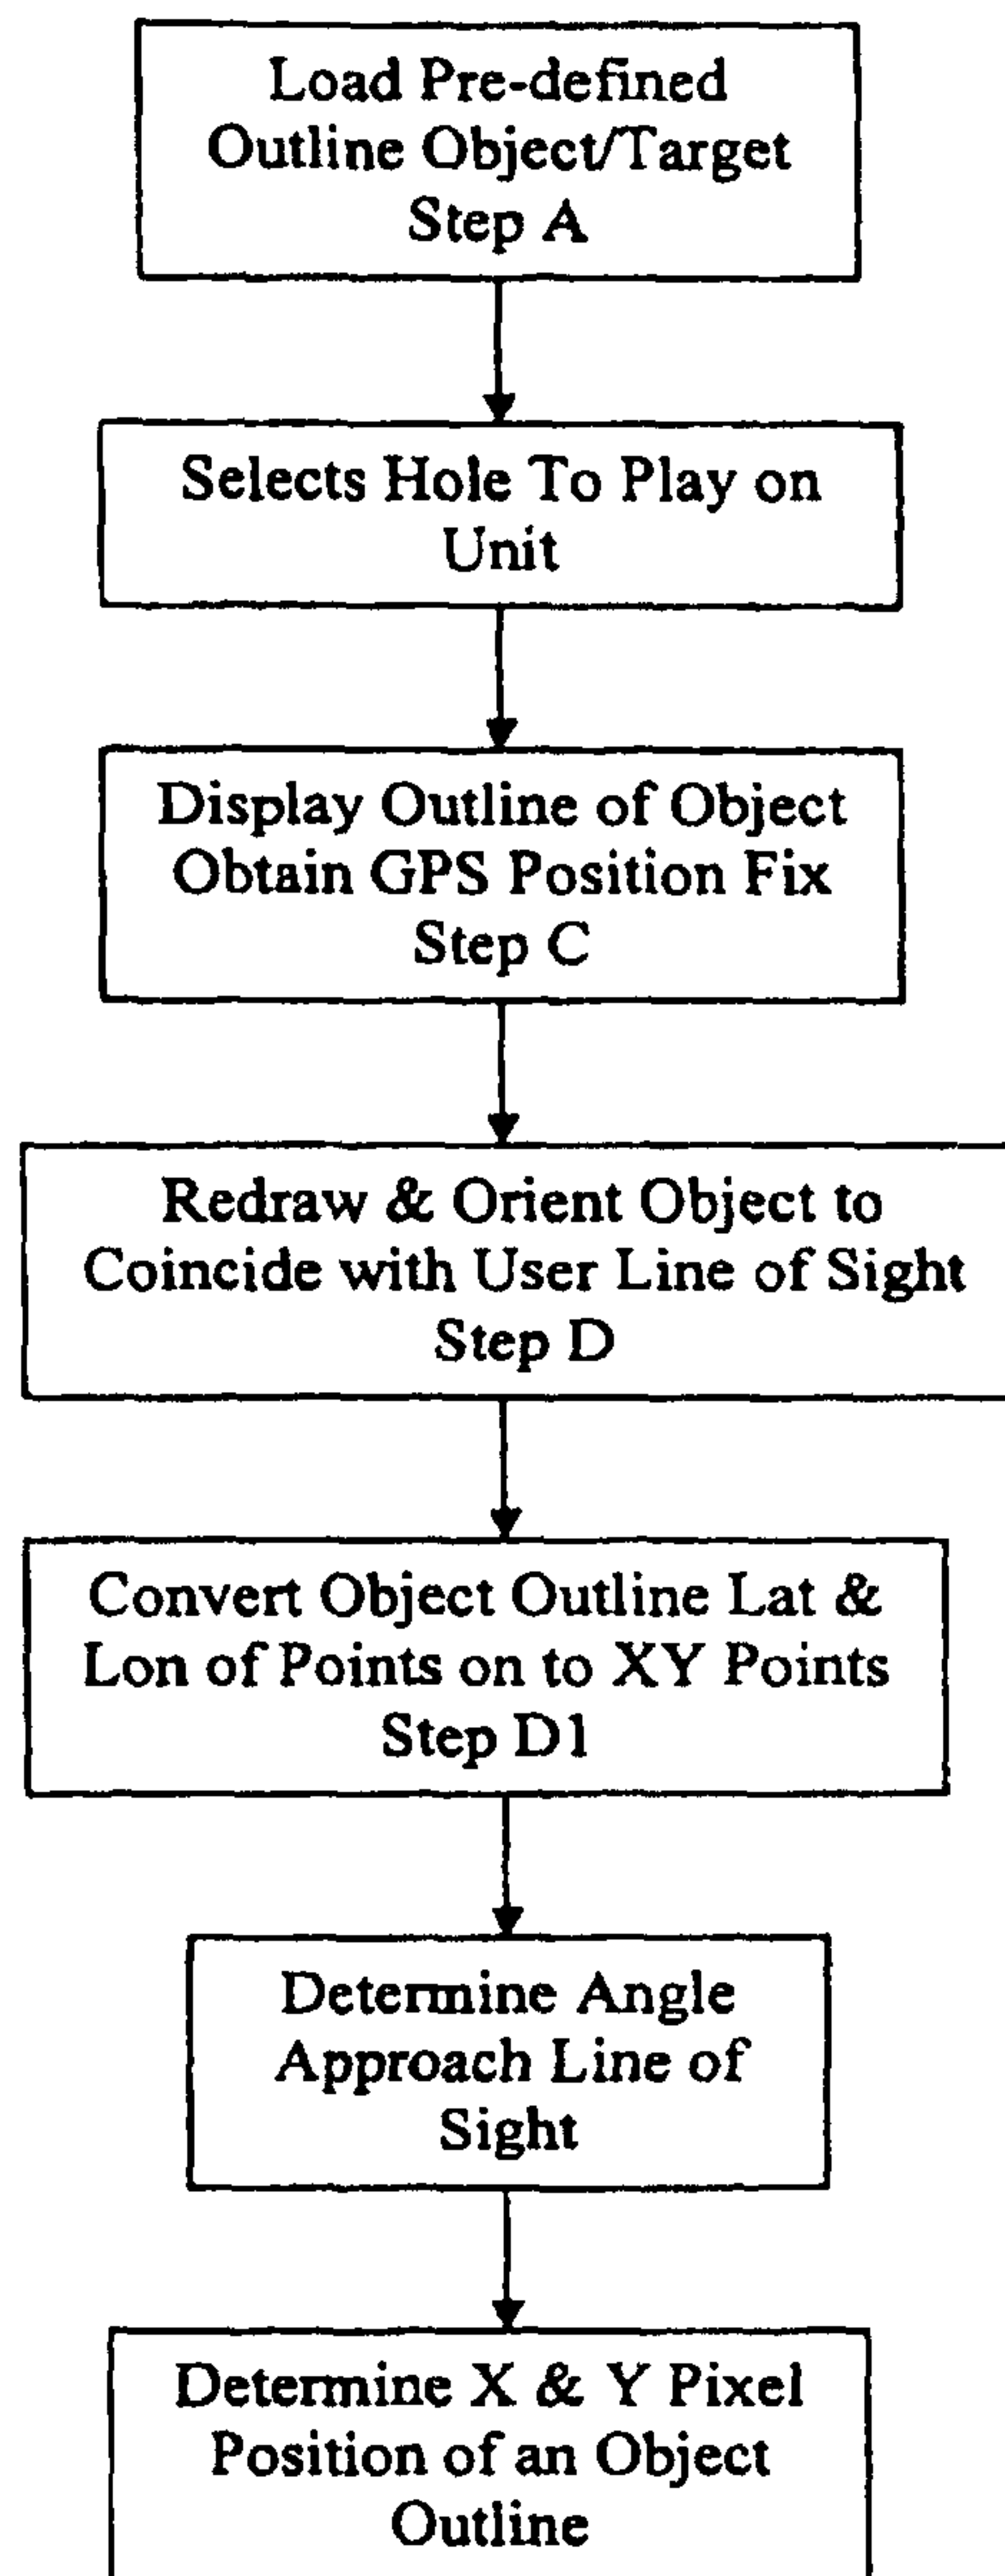 Load Pre-defined
Outline Object/Target
Step A
Selects Hole To Play on
Unit
Display Outline of Object
Obtain GPS Position Fix
Step C
Redraw & Orient Object to
Coincide with User Line of Sight
Step D
Convert Object Outline Lat &
Lon of Points on to XY Points
Step D1
Determine Angle
Approach Line of
Sight
Determine X & Y Pixel
Position of an Object
Outline